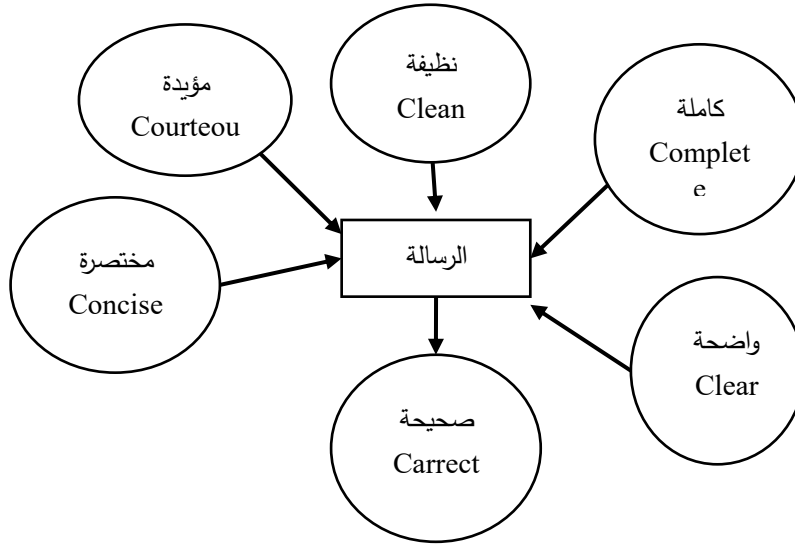 نظيفة
Clean
مؤيدة
Courteou
كاملة
Complet
e
مختصرة
Concise
الرسالة
واضحة
Clear
صحيحة
Carrect